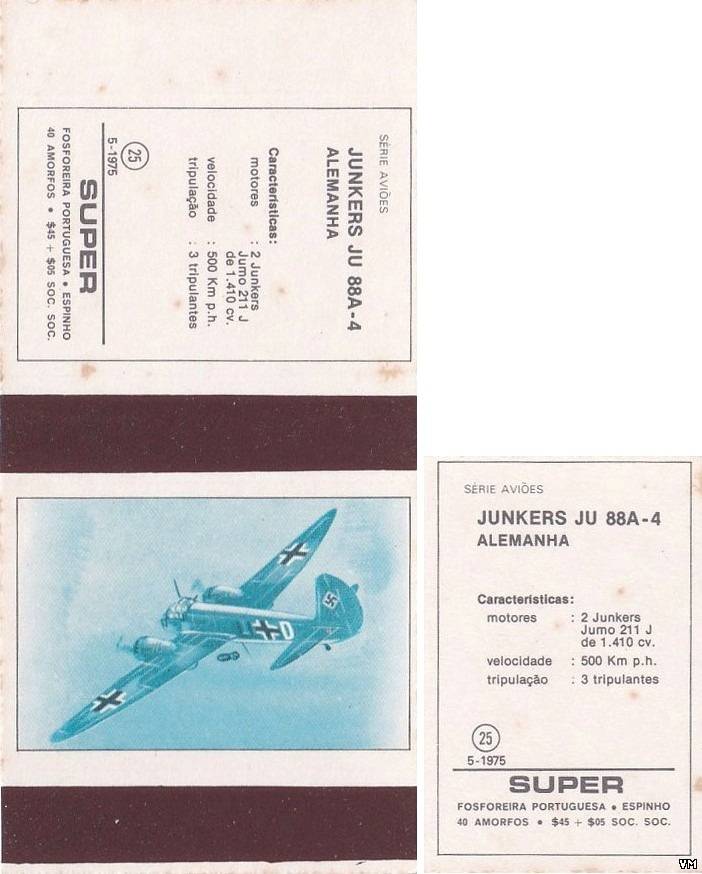 SÉRIE AVIÕES
JUNKERS JU 88A-4
ALEMANHA
Características:
motores : 2 Junkers
Jumo 211 J
de 1.410 cv.
velocidade : 500 Km p.h.
tripulação : 3 tripulantes
25
5-1975
SUPER
FOSFOREIRA PORTUGUESA • ESPINHO
40 AMORFOS • $45 + $05 SOC. SOC.
D
SÉRIE AVIÕES
JUNKERS JU 88A-4
ALEMANHA
Características:
motores : 2 Junkers
Jumo 211 J
de 1.410 cv.
velocidade : 500 Km p.h.
tripulação : 3 tripulantes
25
5-1975
SUPER
FOSFOREIRA PORTUGUESA • ESPINHO
40 AMORFOS • $45 + $05 SOC. SOC.
VM